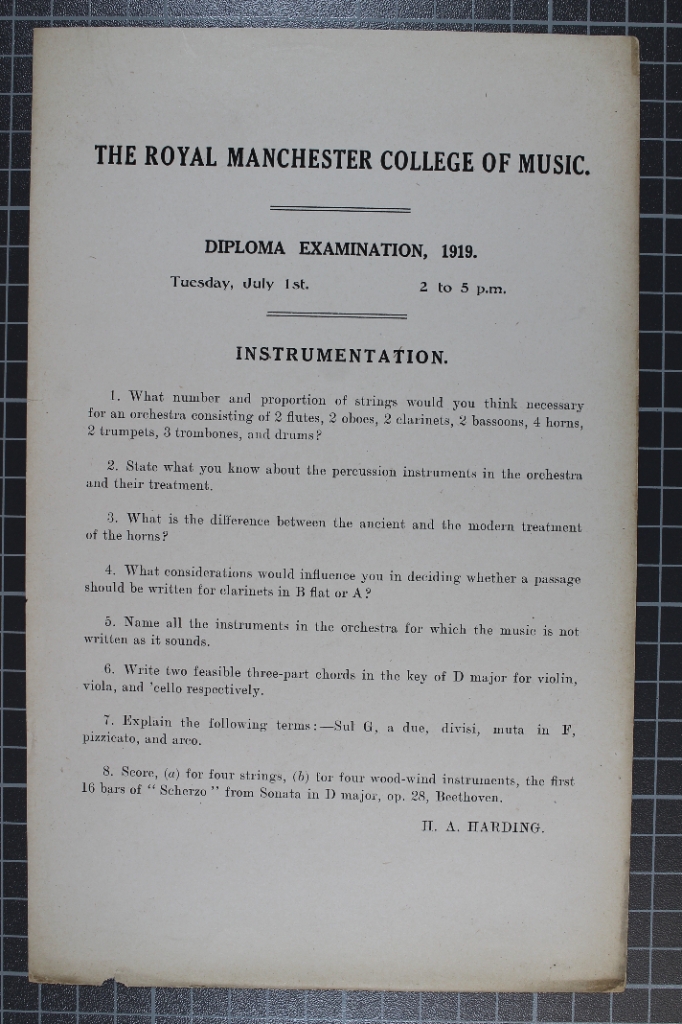 THE ROYAL MANCHESTER COLLEGE OF MUSIC.
DIPLOMA EXAMINATION, 1919.
Tuesday, July 1st. 2 to 5 p.m.
INSTRUMENTATION.
1. What number and proportion of strings would you think necessary
for an orchestra consisting of 2 flutes, 2 oboes, 2 clarinets, 2 bassoons, 4 horns,
2 trumpets, 3 trombones, and drums?
2. State what you know about the percussion instruments in the orchestra
and their treatment.
3. What is the difference between the ancient and the modern treatment
of the horns?
4. What considerations would influence you in deciding whether a passage
should be written for clarinets in B flat or A?
5. Name all the instruments in the orchestra for which the music is not
written as it sounds.
6. Write two feasible three-part chords in the key of D major for violin,
viola, and 'cello respectively.
7. Explain the following terms:—Sul G, a due, divisi, muta in F,
pizzicato, and arco.
8. Score, (a) for four strings, (b) for four wood-wind instruments, the first
16 bars of "Scherzo" from Sonata in D major, op. 28, Beethoven.
H. A. HARDING.